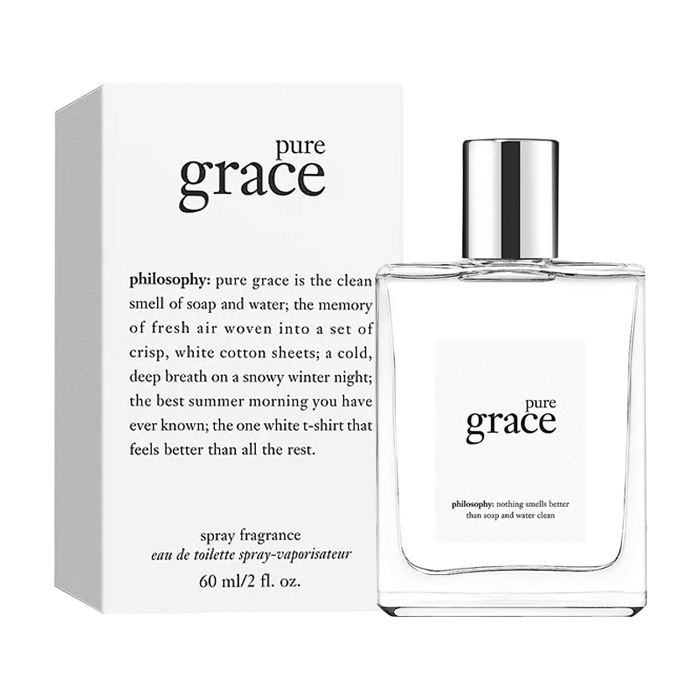 pure
grace
philosophy: pure grace is the clean
smell of soap and water; the memory
of fresh air woven into a set of
crisp, white cotton sheets; a cold,
deep breath on a snowy winter night;
the best summer morning you have
ever known; the one white t-shirt that
feels better than all the rest.
spray fragrance
eau de toilette spray-vaporisateur
60 ml/2 fl. oz.
pure
grace
philosophy: nothing smells better
than soap and water clean